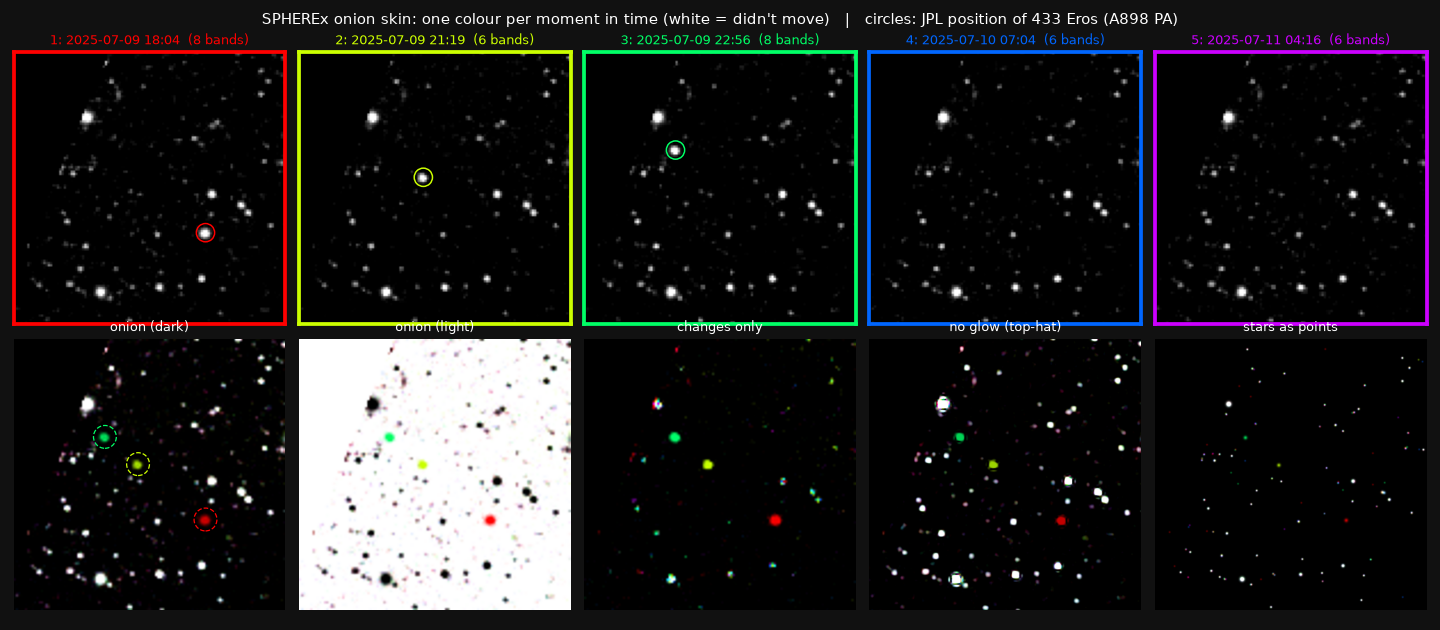 SPHEREx onion skin: one colour per moment in time (white = didn't move)   |   circles: JPL position of 433 Eros (A898 PA)
1: 2025-07-09 18:04  (8 bands)
2: 2025-07-09 21:19  (6 bands)
3: 2025-07-09 22:56  (8 bands)
4: 2025-07-10 07:04  (6 bands)
5: 2025-07-11 04:16  (6 bands)
onion (dark)
onion (light)
changes only
no glow (top-hat)
stars as points